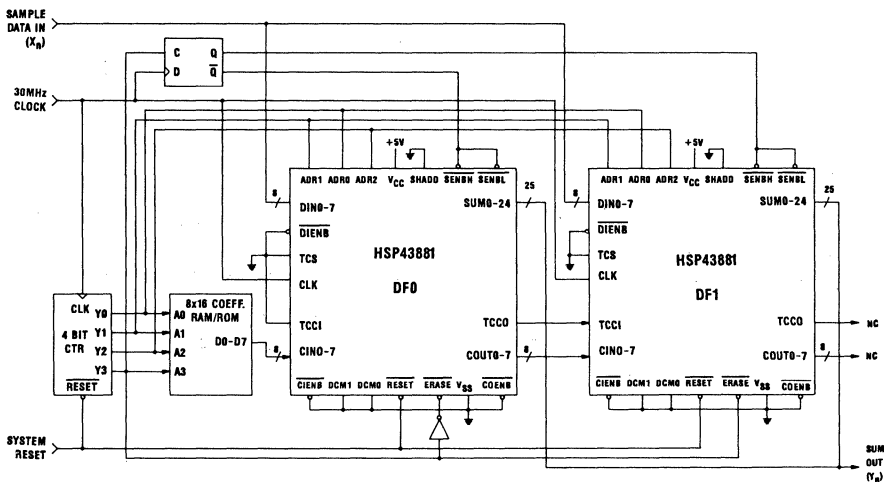 SAMPLE
DATA IN
(Xn)
C Q
D Q
30MHz
CLOCK
+5V
+5V
ADR1 ADR0 ADR2 VCC SHADD SENBH SENBL
ADR1 ADR0 ADR2 VCC SHADD SENBH SENBL
8
DIN0-7
SUM0-24
25
8
DIN0-7
SUM0-24
25
DIENB
TCS
CLK
HSP43881
DF0
DIENB
TCS
CLK
HSP43881
DF1
CLK
4 BIT
CTR
RESET
Y0
Y1
Y2
Y3
8x16 COEFF.
RAM/ROM
A0
A1
A2
A3
D0-D7
8
TCCI
CIN0-7
TCCO
COUT0-7
8
TCCI
CIN0-7
TCCO
COUT0-7
8
NC
NC
CIENB DCM1 DCM0 RESET ERASE VSS COENB
CIENB DCM1 DCM0 RESET ERASE VSS COENB
SYSTEM
RESET
SUM
OUT
(Yn)